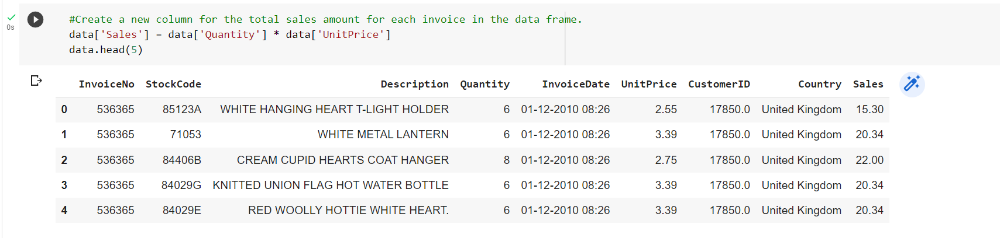 #Create a new column for the total sales amount for each invoice in the data frame.
0s
data['Sales'] = data['Quantity'] * data['UnitPrice']
data.head(5)
InvoiceNo StockCode Description Quantity InvoiceDate UnitPrice CustomerID Country Sales
0 536365 85123A WHITE HANGING HEART T-LIGHT HOLDER 6 01-12-2010 08:26 2.55 17850.0 United Kingdom 15.30
1 536365 71053 WHITE METAL LANTERN 6 01-12-2010 08:26 3.39 17850.0 United Kingdom 20.34
2 536365 84406B CREAM CUPID HEARTS COAT HANGER 8 01-12-2010 08:26 2.75 17850.0 United Kingdom 22.00
3 536365 84029G KNITTED UNION FLAG HOT WATER BOTTLE 6 01-12-2010 08:26 3.39 17850.0 United Kingdom 20.34
4 536365 84029E RED WOOLLY HOTTIE WHITE HEART. 6 01-12-2010 08:26 3.39 17850.0 United Kingdom 20.34